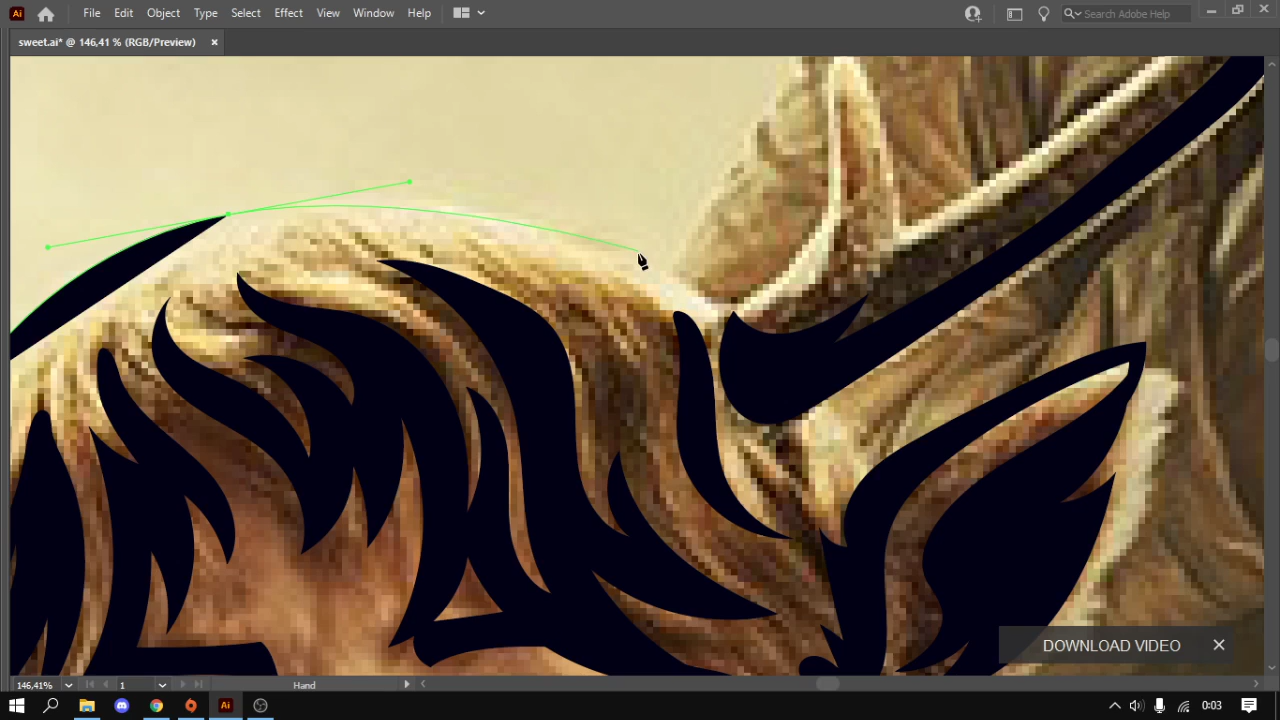 Ai File Edit Object Type Select Effect View Window Help Search Adobe Help
sweet.ai* @ 146,41 % (RGB/Preview) ×
DOWNLOAD VIDEO ×
146,41% 1 Hand
Ai 0:03